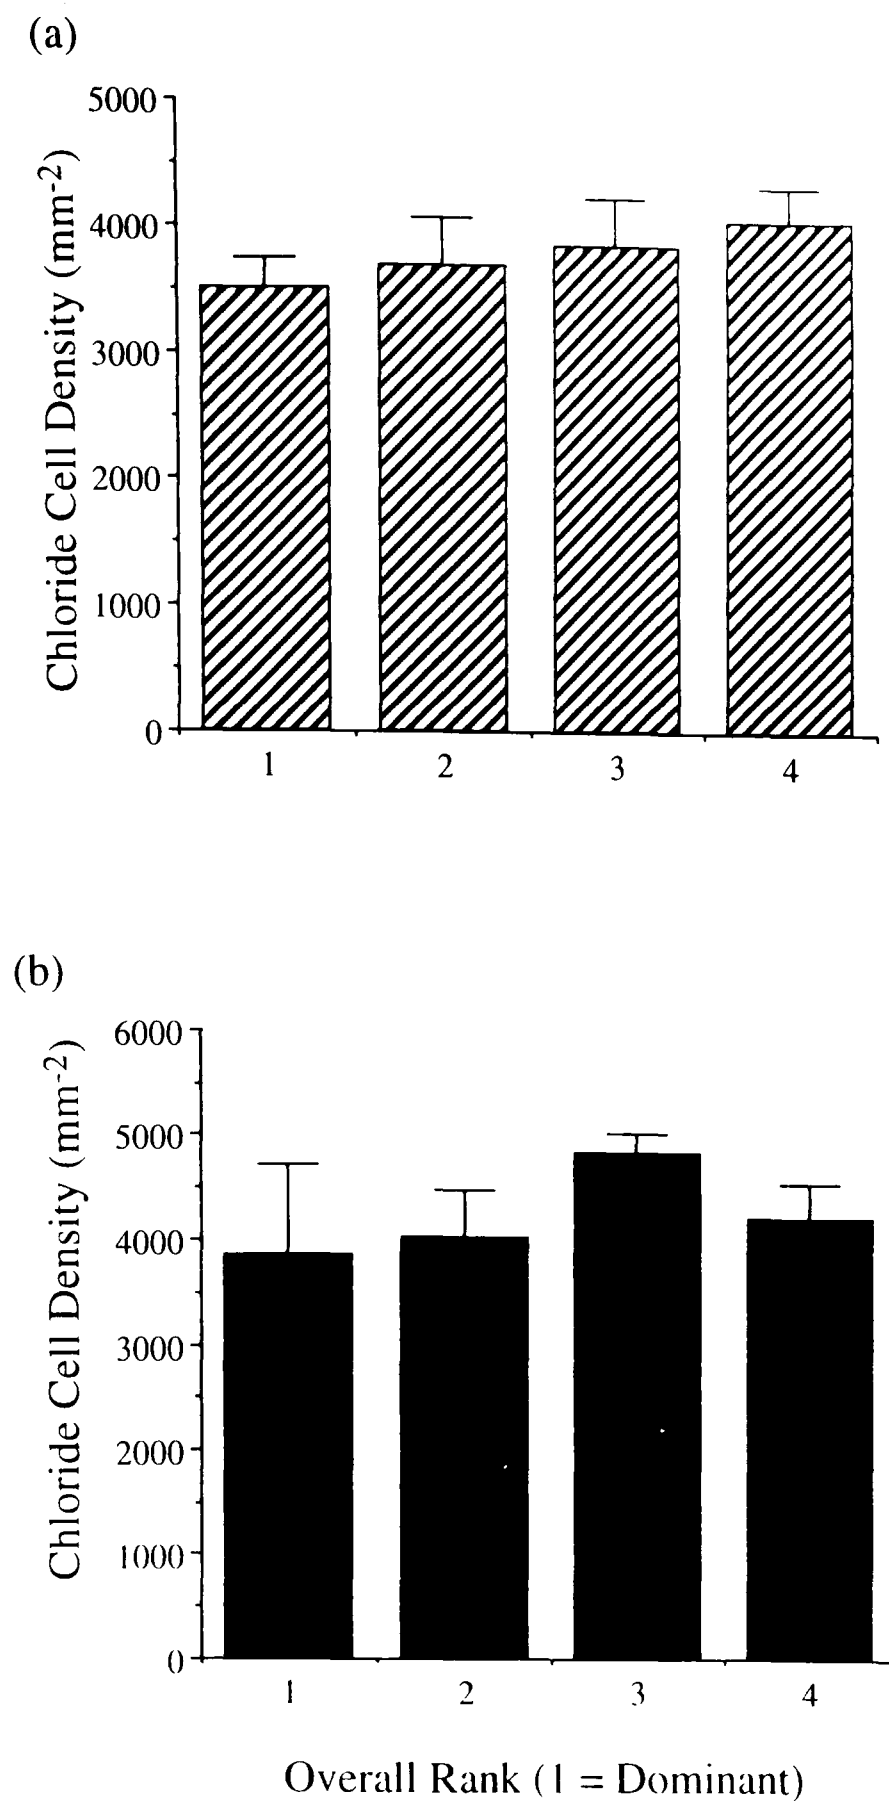 (a)
5000
4000
3000
2000
1000
0
Chloride Cell Density (mm-2)
1 2 3 4
(b)
6000
5000
4000
3000
2000
1000
0
Chloride Cell Density (mm-2)
1 2 3 4
Overall Rank (1 = Dominant)